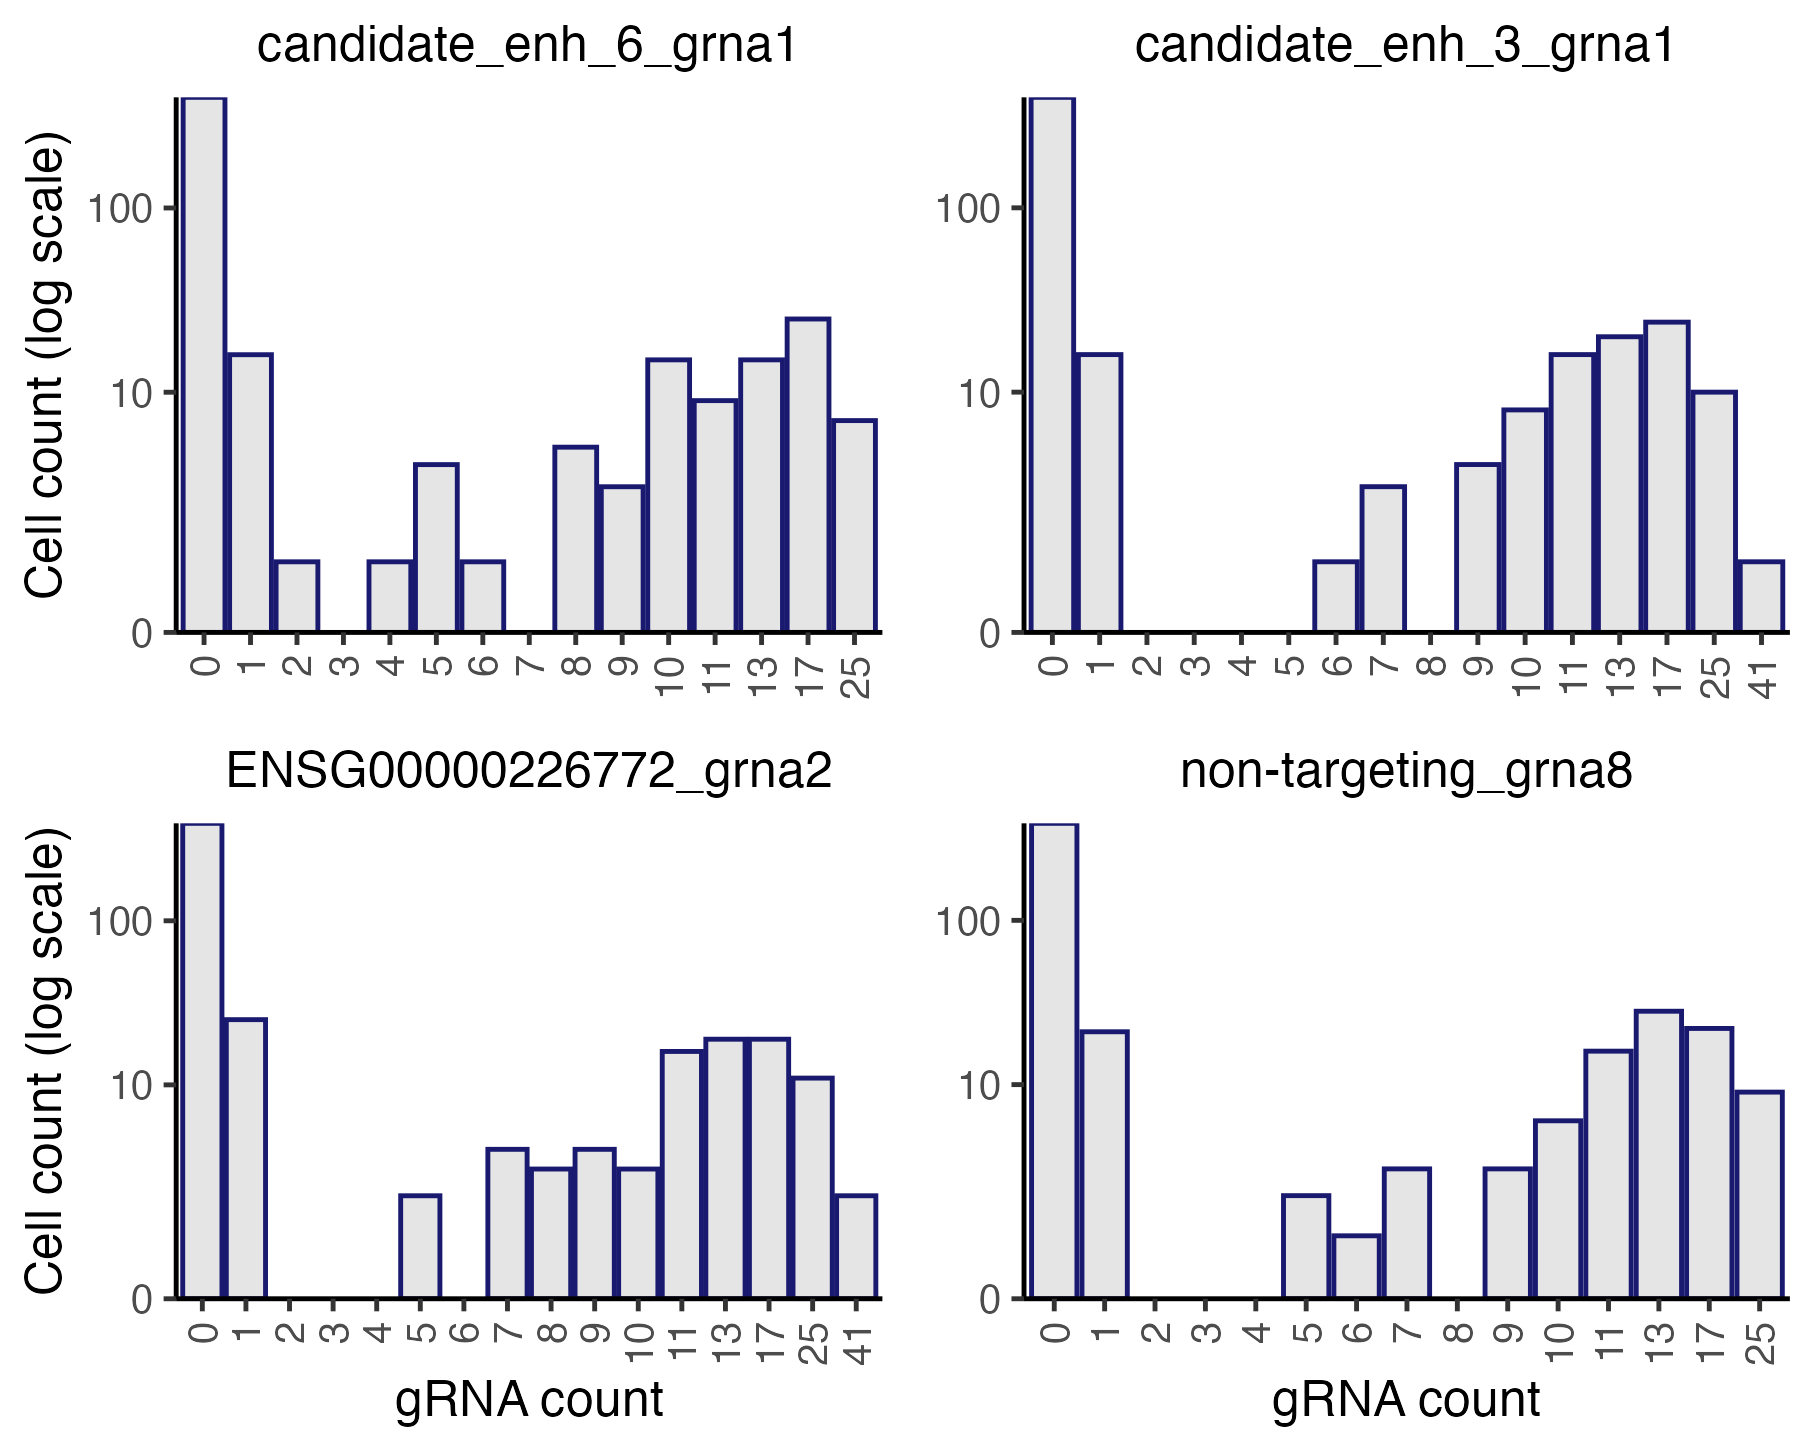 candidate_enh_6_grna1
Cell count (log scale)
100
10
0
0 1 2 3 4 5 6 7 8 9 10 11 13 17 25
candidate_enh_3_grna1
100
10
0
0 1 2 3 4 5 6 7 8 9 10 11 13 17 25 41
ENSG00000226772_grna2
Cell count (log scale)
100
10
0
0 1 2 3 4 5 6 7 8 9 10 11 13 17 25 41
gRNA count
non-targeting_grna8
100
10
0
0 1 2 3 4 5 6 7 8 9 10 11 13 17 25
gRNA count